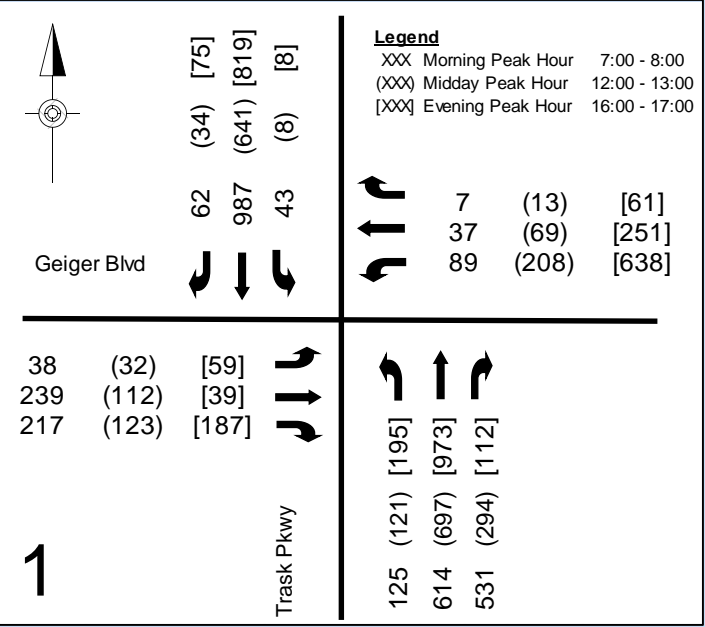 [75] [819] [8]
(34) (641) (8)
62 987 43
Legend
XXX Morning Peak Hour 7:00 - 8:00
(XXX) Midday Peak Hour 12:00 - 13:00
[XXX] Evening Peak Hour 16:00 - 17:00
7 (13) [61]
37 (69) [251]
89 (208) [638]
Geiger Blvd
38 (32) [59]
239 (112) [39]
217 (123) [187]
125 (121) [195]
614 (697) [973]
531 (294) [112]
Trask Pkwy
1